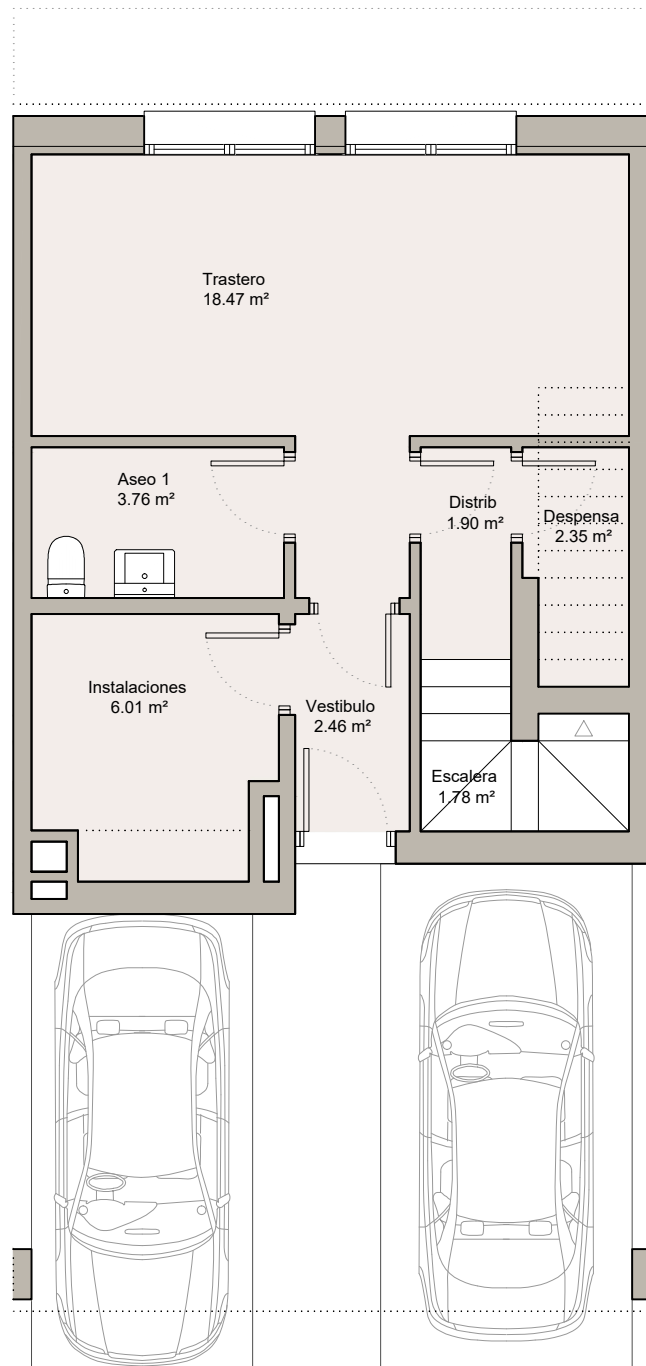 Trastero
18.47 m²
Aseo 1
3.76 m²
Distrib
1.90 m²
Despensa
2.35 m²
Instalaciones
6.01 m²
Vestibulo
2.46 m²
Escalera
1.78 m²